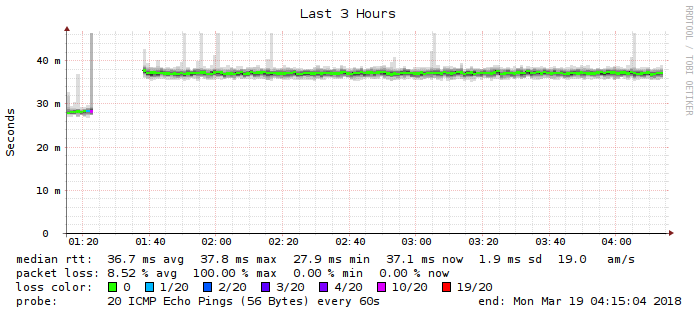 Last 3 Hours
RRDTOOL / TOBI OETIKER
Seconds
40 m
30 m
20 m
10 m
0
01:20 01:40 02:00 02:20 02:40 03:00 03:20 03:40 04:00
median rtt: 36.7 ms avg 37.8 ms max 27.9 ms min 37.1 ms now 1.9 ms sd 19.0 am/s
packet loss: 8.52 % avg 100.00 % max 0.00 % min 0.00 % now
loss color: 0 1/20 2/20 3/20 4/20 10/20 19/20
probe: 20 ICMP Echo Pings (56 Bytes) every 60s end: Mon Mar 19 04:15:04 2018